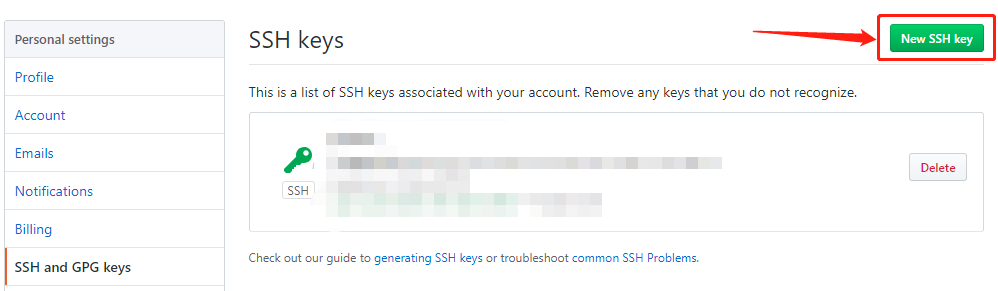 Personal settings
Profile
Account
Emails
Notifications
Billing
SSH and GPG keys
SSH keys
New SSH key
This is a list of SSH keys associated with your account. Remove any keys that you do not recognize.
SSH
Delete
Check out our guide to generating SSH keys or troubleshoot common SSH Problems.